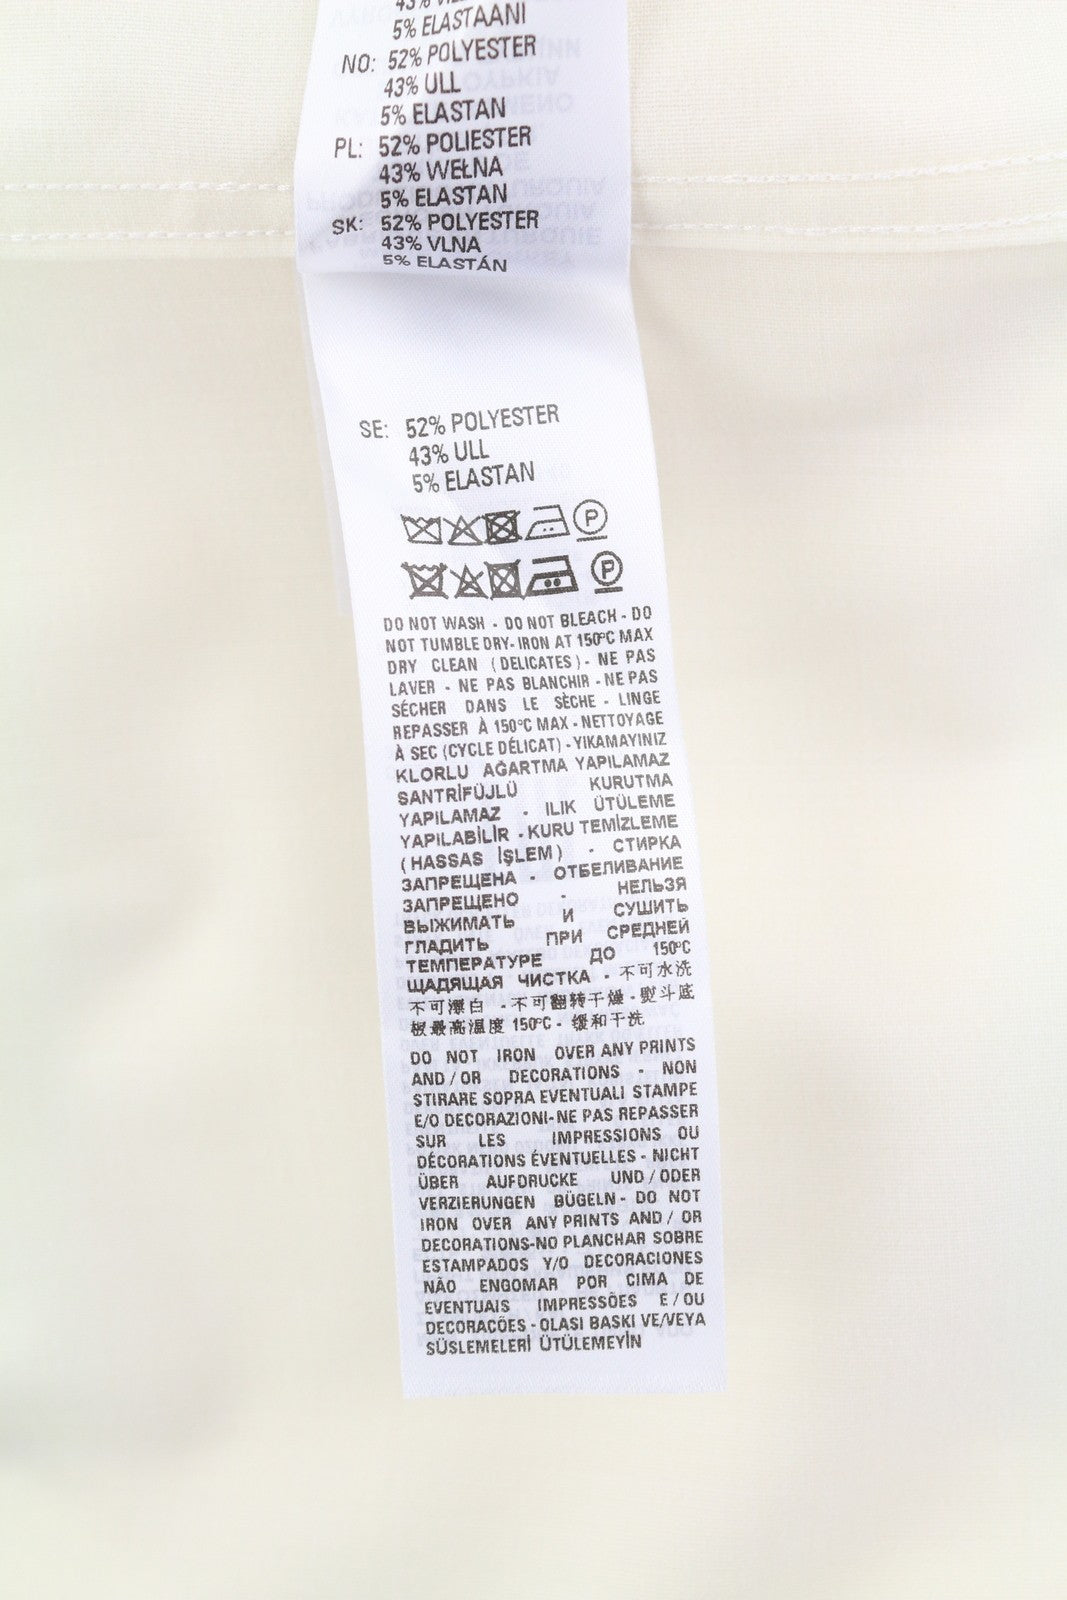 5% ELASTAANI
NO: 52% POLYESTER
43% ULL
5% ELASTAN
PL: 52% POLIESTER
43% WEŁNA
5% ELASTAN
SK: 52% POLYESTER
43% VLNA
5% ELASTÁN
SE: 52% POLYESTER
43% ULL
5% ELASTAN
P
P
DO NOT WASH - DO NOT BLEACH - DO
NOT TUMBLE DRY- IRON AT 150°C MAX
DRY CLEAN (DELICATES) - NE PAS
LAVER - NE PAS BLANCHIR - NE PAS
SÉCHER DANS LE SÈCHE - LINGE
REPASSER À 150°C MAX - NETTOYAGE
À SEC (CYCLE DÉLICAT) - YIKAMAYINIZ
KLORLU AĞARTMA YAPILAMAZ
SANTRİFÜJLÜ KURUTMA
YAPILAMAZ - ILIK ÜTÜLEME
YAPILABİLİR - KURU TEMİZLEME
(HASSAS İŞLEM) - СТИРКА
ЗАПРЕЩЕНА - ОТБЕЛИВАНИЕ
ЗАПРЕЩЕНО - НЕЛЬЗЯ
ВЫЖИМАТЬ И СУШИТЬ
ГЛАДИТЬ ПРИ СРЕДНЕЙ
ТЕМПЕРАТУРЕ ДО 150°C
ЩАДЯЩАЯ ЧИСТКА - 不可水洗
不可漂白 - 不可翻转干燥 - 熨斗底
板最高温度 150°C - 缓和干洗
DO NOT IRON OVER ANY PRINTS
AND / OR DECORATIONS - NON
STIRARE SOPRA EVENTUALI STAMPE
E/O DECORAZIONI- NE PAS REPASSER
SUR LES IMPRESSIONS OU
DÉCORATIONS ÉVENTUELLES - NICHT
ÜBER AUFDRUCKE UND / ODER
VERZIERUNGEN BÜGELN - DO NOT
IRON OVER ANY PRINTS AND / OR
DECORATIONS-NO PLANCHAR SOBRE
ESTAMPADOS Y/O DECORACIONES
NÃO ENGOMAR POR CIMA DE
EVENTUAIS IMPRESSÕES E / OU
DECORACÕES - OLASI BASKI VE/VEYA
SÜSLEMELERİ ÜTÜLEMEYİN